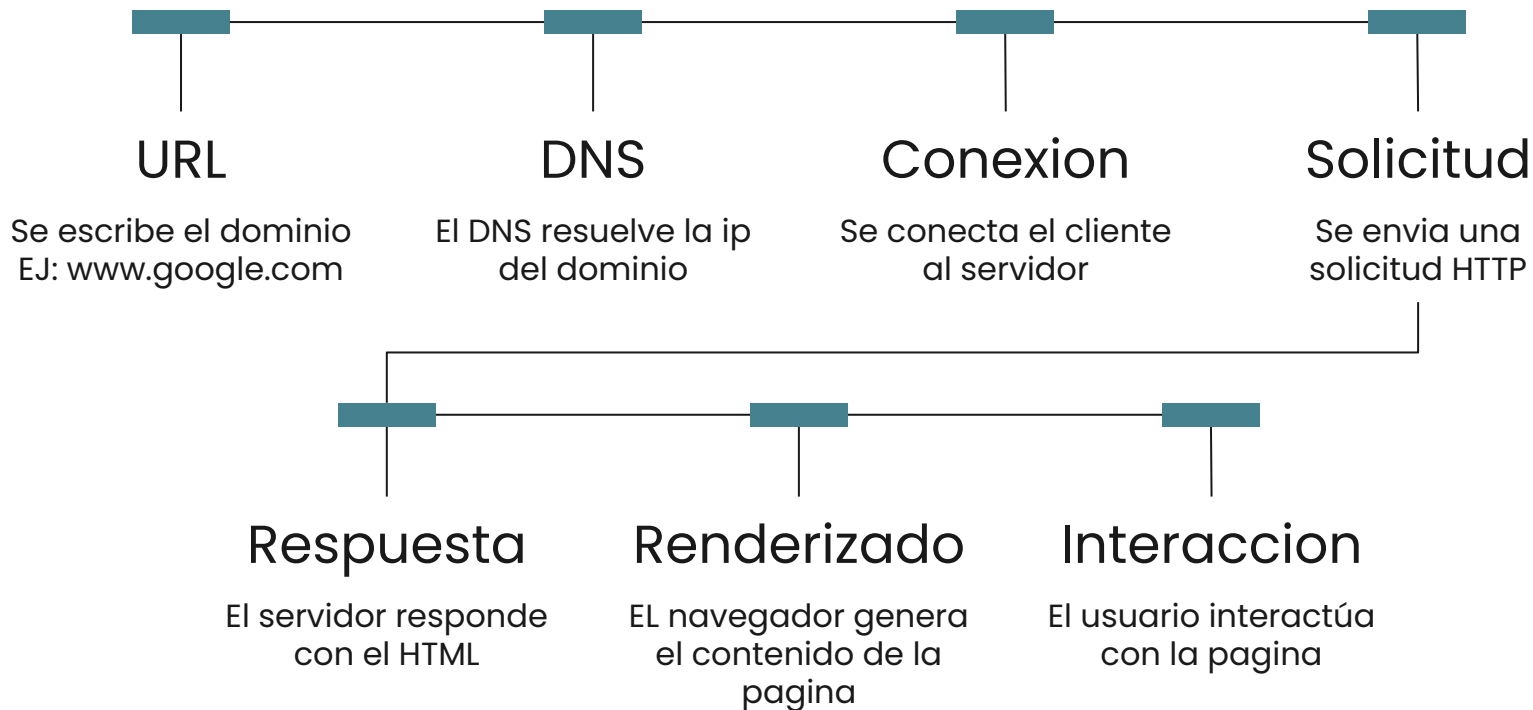 URL
Se escribe el dominio
EJ: www.google.com
DNS
El DNS resuelve la ip
del dominio
Conexion
Se conecta el cliente
al servidor
Solicitud
Se envia una
solicitud HTTP
Respuesta
El servidor responde
con el HTML
Renderizado
EL navegador genera
el contenido de la
pagina
Interaccion
El usuario interactúa
con la pagina